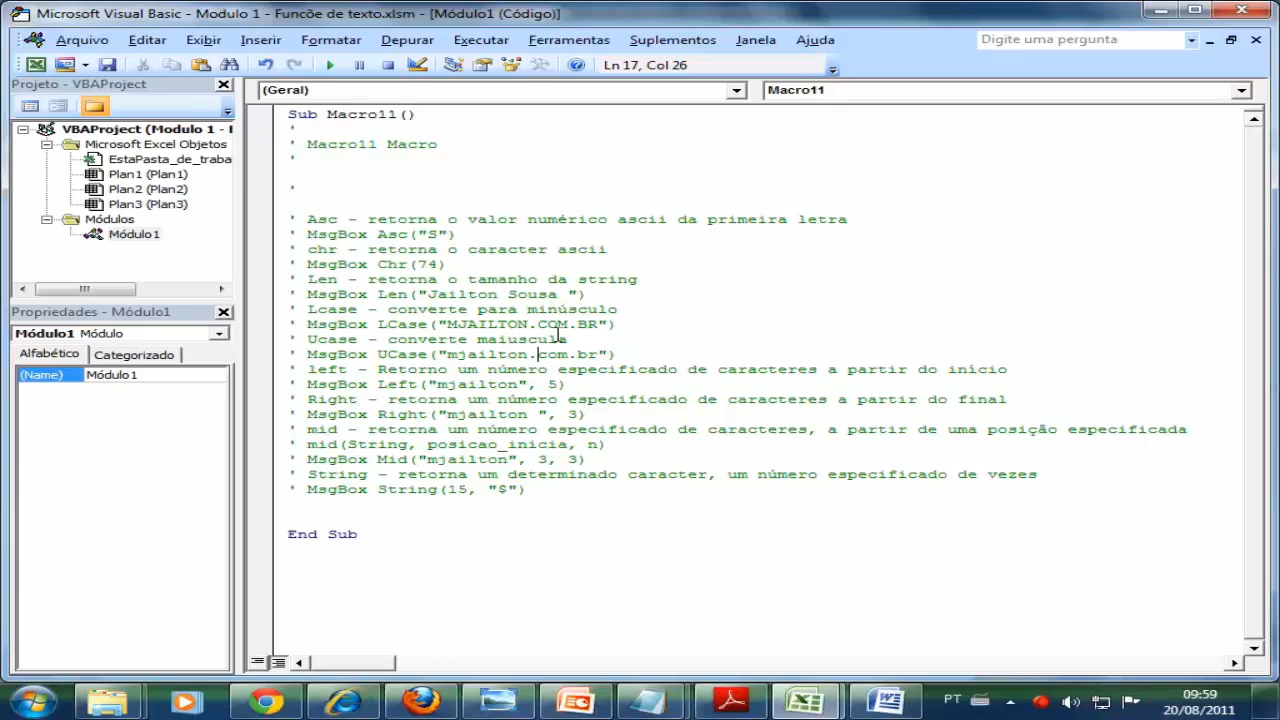 Microsoft Visual Basic - Modulo 1 - Funcõe de texto.xlsm - [Módulo1 (Código)]
Arquivo Editar Exibir Inserir Formatar Depurar Executar Ferramentas Suplementos Janela Ajuda Digite uma pergunta
Ln 17, Col 26
Projeto - VBAProject
(Geral) Macro11
VBAProject (Modulo 1 -
Microsoft Excel Objetos
EstaPasta_de_traba
Plan1 (Plan1)
Plan2 (Plan2)
Plan3 (Plan3)
Módulos
Módulo1
Propriedades - Módulo1
Módulo1 Módulo
Alfabético Categorizado
(Name) Módulo1
Sub Macro11()
'
' Macro11 Macro
'
'
' Asc - retorna o valor numérico ascii da primeira letra
' MsgBox Asc("S")
' chr - retorna o caracter ascii
' MsgBox Chr(74)
' Len - retorna o tamanho da string
' MsgBox Len("Jailton Sousa ")
' Lcase - converte para minúsculo
' MsgBox LCase("MJAILTON.COM.BR")
' Ucase - converte maiuscula
' MsgBox UCase("mjailton.com.br")
' left - Retorno um número especificado de caracteres a partir do início
' MsgBox Left("mjailton", 5)
' Right - retorna um número especificado de caracteres a partir do final
' MsgBox Right("mjailton ", 3)
' mid - retorna um número especificado de caracteres, a partir de uma posição especificada
' mid(String, posicao_inicia, n)
' MsgBox Mid("mjailton", 3, 3)
' String - retorna um determinado caracter, um número especificado de vezes
' MsgBox String(15, "$")
End Sub
PT
09:59
20/08/2011